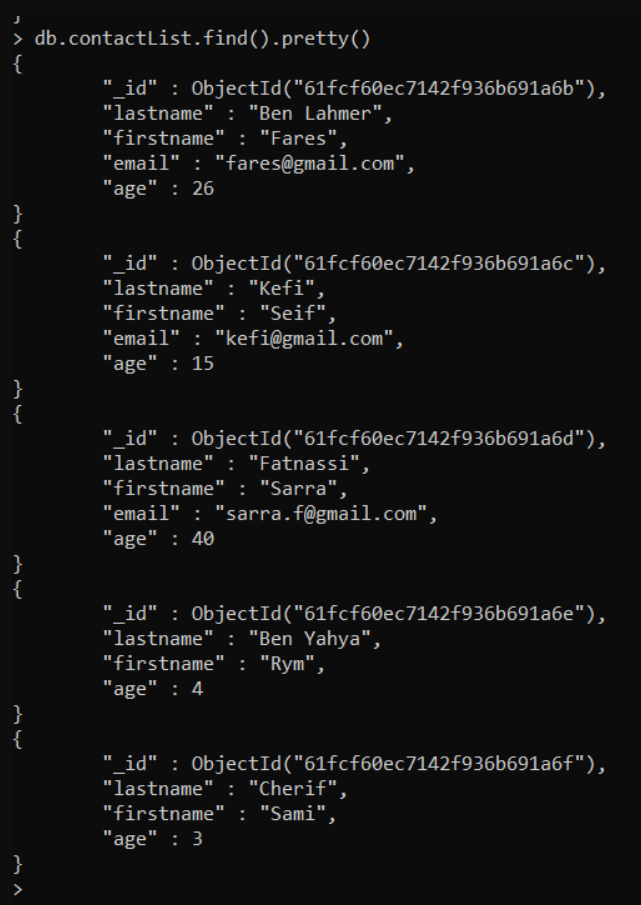 }
> db.contactList.find().pretty()
{
"_id" : ObjectId("61fcf60ec7142f936b691a6b"),
"lastname" : "Ben Lahmer",
"firstname" : "Fares",
"email" : "fares@gmail.com",
"age" : 26
}
{
"_id" : ObjectId("61fcf60ec7142f936b691a6c"),
"lastname" : "Kefi",
"firstname" : "Seif",
"email" : "kefi@gmail.com",
"age" : 15
}
{
"_id" : ObjectId("61fcf60ec7142f936b691a6d"),
"lastname" : "Fatnassi",
"firstname" : "Sarra",
"email" : "sarra.f@gmail.com",
"age" : 40
}
{
"_id" : ObjectId("61fcf60ec7142f936b691a6e"),
"lastname" : "Ben Yahya",
"firstname" : "Rym",
"age" : 4
}
{
"_id" : ObjectId("61fcf60ec7142f936b691a6f"),
"lastname" : "Cherif",
"firstname" : "Sami",
"age" : 3
}
>